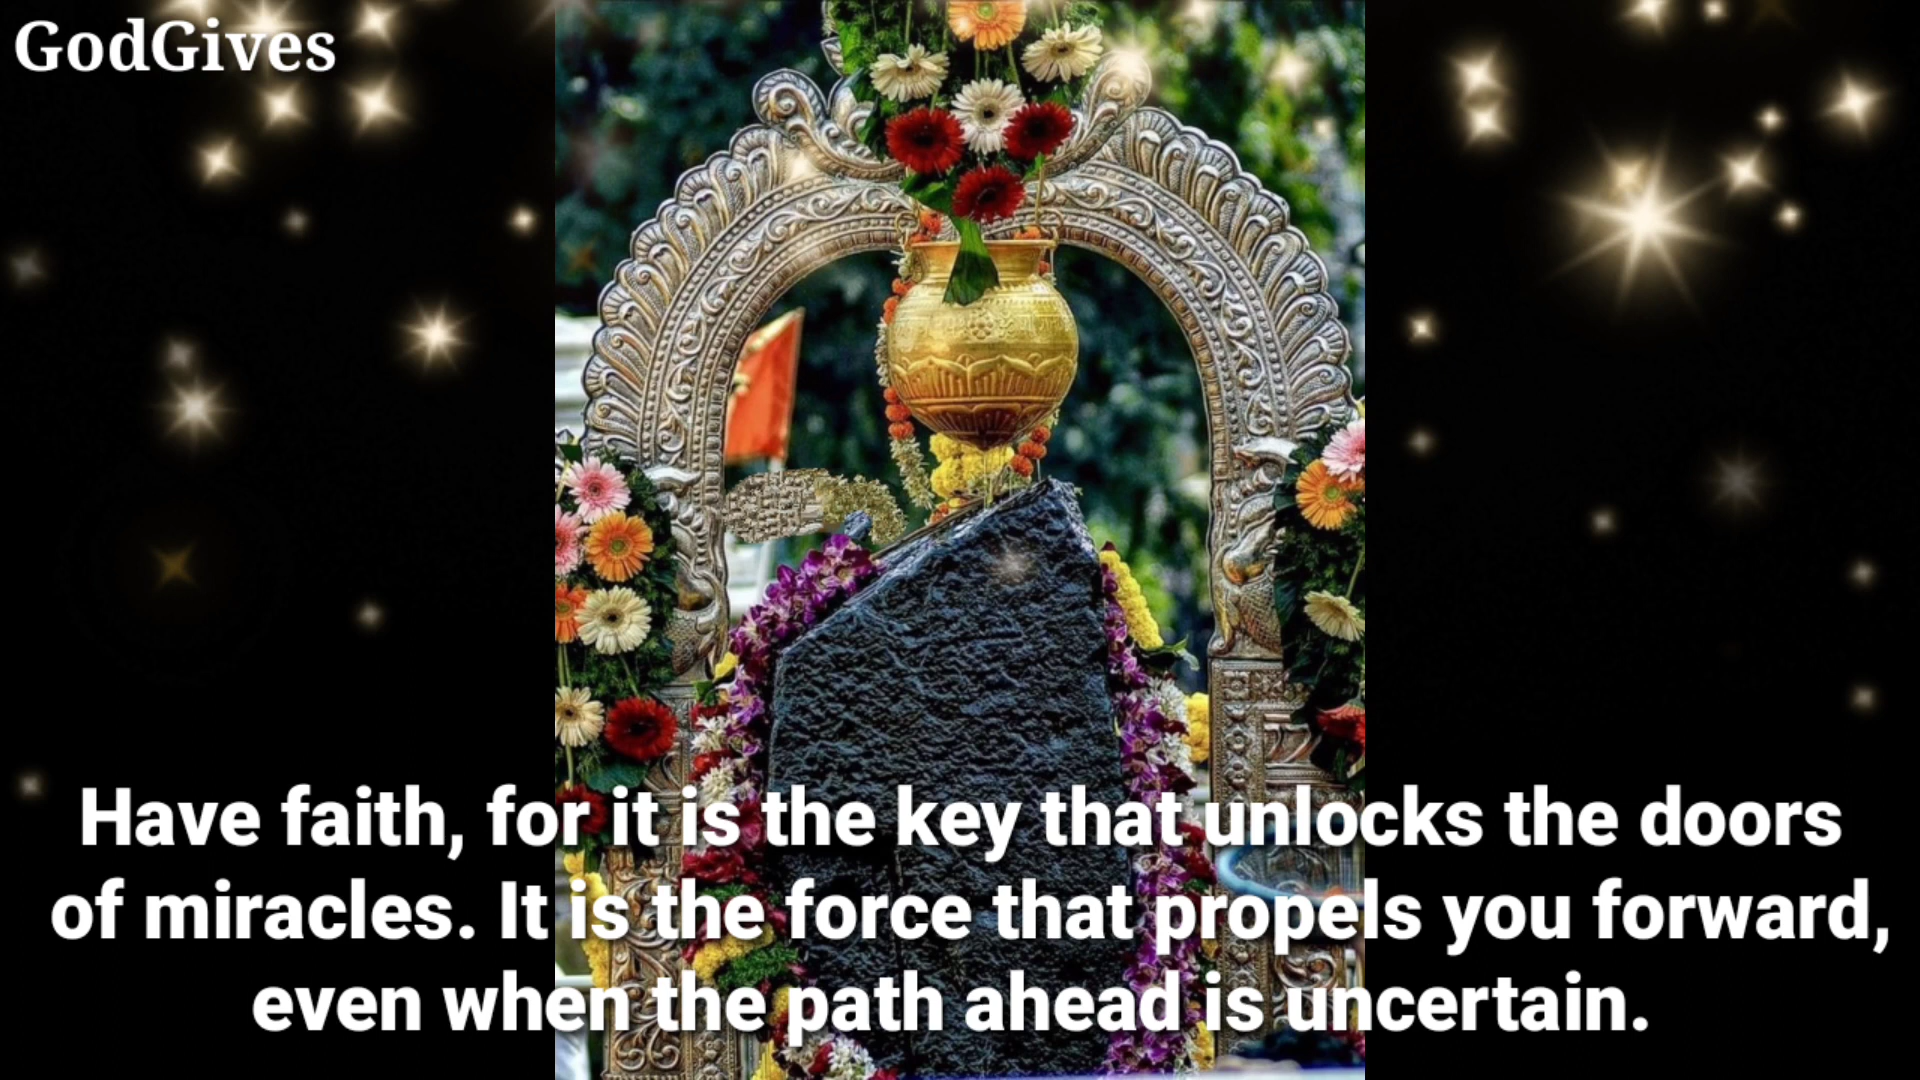 GodGives
Have faith, for it is the key that unlocks the doors
of miracles. It is the force that propels you forward,
even when the path ahead is uncertain.